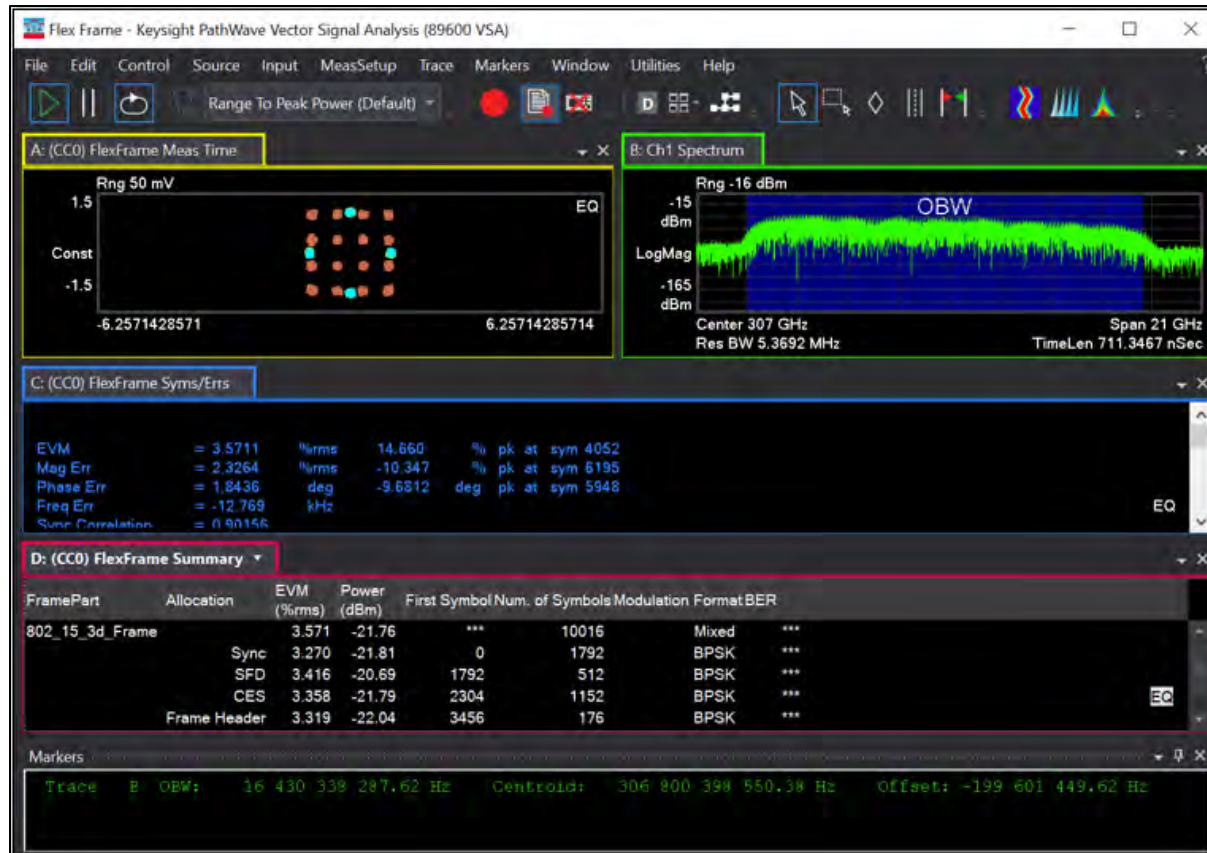 Flex Frame - Keysight PathWave Vector Signal Analysis (89600 VSA)
File Edit Control Source Input MeasSetup Trace Markers Window Utilities Help
Range To Peak Power (Default)
D
A: (CC0) FlexFrame Meas Time
Rng 50 mV
1.5
Const
-1.5
EQ
-6.2571428571 6.25714285714
B: Ch1 Spectrum
Rng -16 dBm
-15
dBm
LogMag
-165
dBm
OBW
Center 307 GHz Span 21 GHz
Res BW 5.3692 MHz TimeLen 711.3467 nSec
C: (CC0) FlexFrame Syms/Errs
EVM = 3.5711 %rms 14.660 % pk at sym 4052
Mag Err = 2.3264 %rms -10.347 % pk at sym 6195
Phase Err = 1.8436 deg -9.6812 deg pk at sym 5948
Freq Err = -12.769 kHz
EQ
Sync Correlation = 0.90156
D: (CC0) FlexFrame Summary
FramePart Allocation EVM (%rms) Power (dBm) First Symbol Num. of Symbols Modulation Format BER
802_15_3d_Frame 3.571 -21.76 *** 10016 Mixed ***
Sync 3.270 -21.81 0 1792 BPSK ***
SFD 3.416 -20.69 1792 512 BPSK ***
CES 3.358 -21.79 2304 1152 BPSK ***
EQ
Frame Header 3.319 -22.04 3456 176 BPSK ***
Markers
Trace B OBW: 16 430 338 287.62 Hz Centroid: 306 800 398 550.38 Hz Offset: -199 601 449.62 Hz